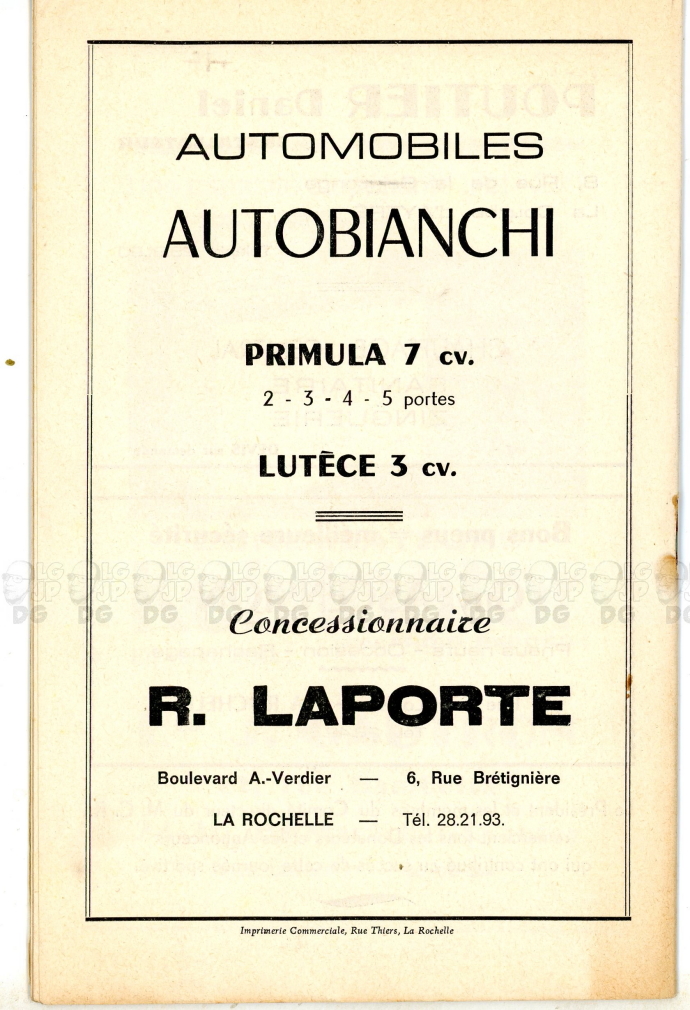 AUTOMOBILES
AUTOBIANCHI
PRIMULA 7 cv.
2 - 3 - 4 - 5 portes
LUTÈCE 3 cv.
Concessionnaire
R. LAPORTE
Boulevard A.-Verdier — 6, Rue Brétignière
LA ROCHELLE — Tél. 28.21.93.
Imprimerie Commerciale, Rue Thiers, La Rochelle